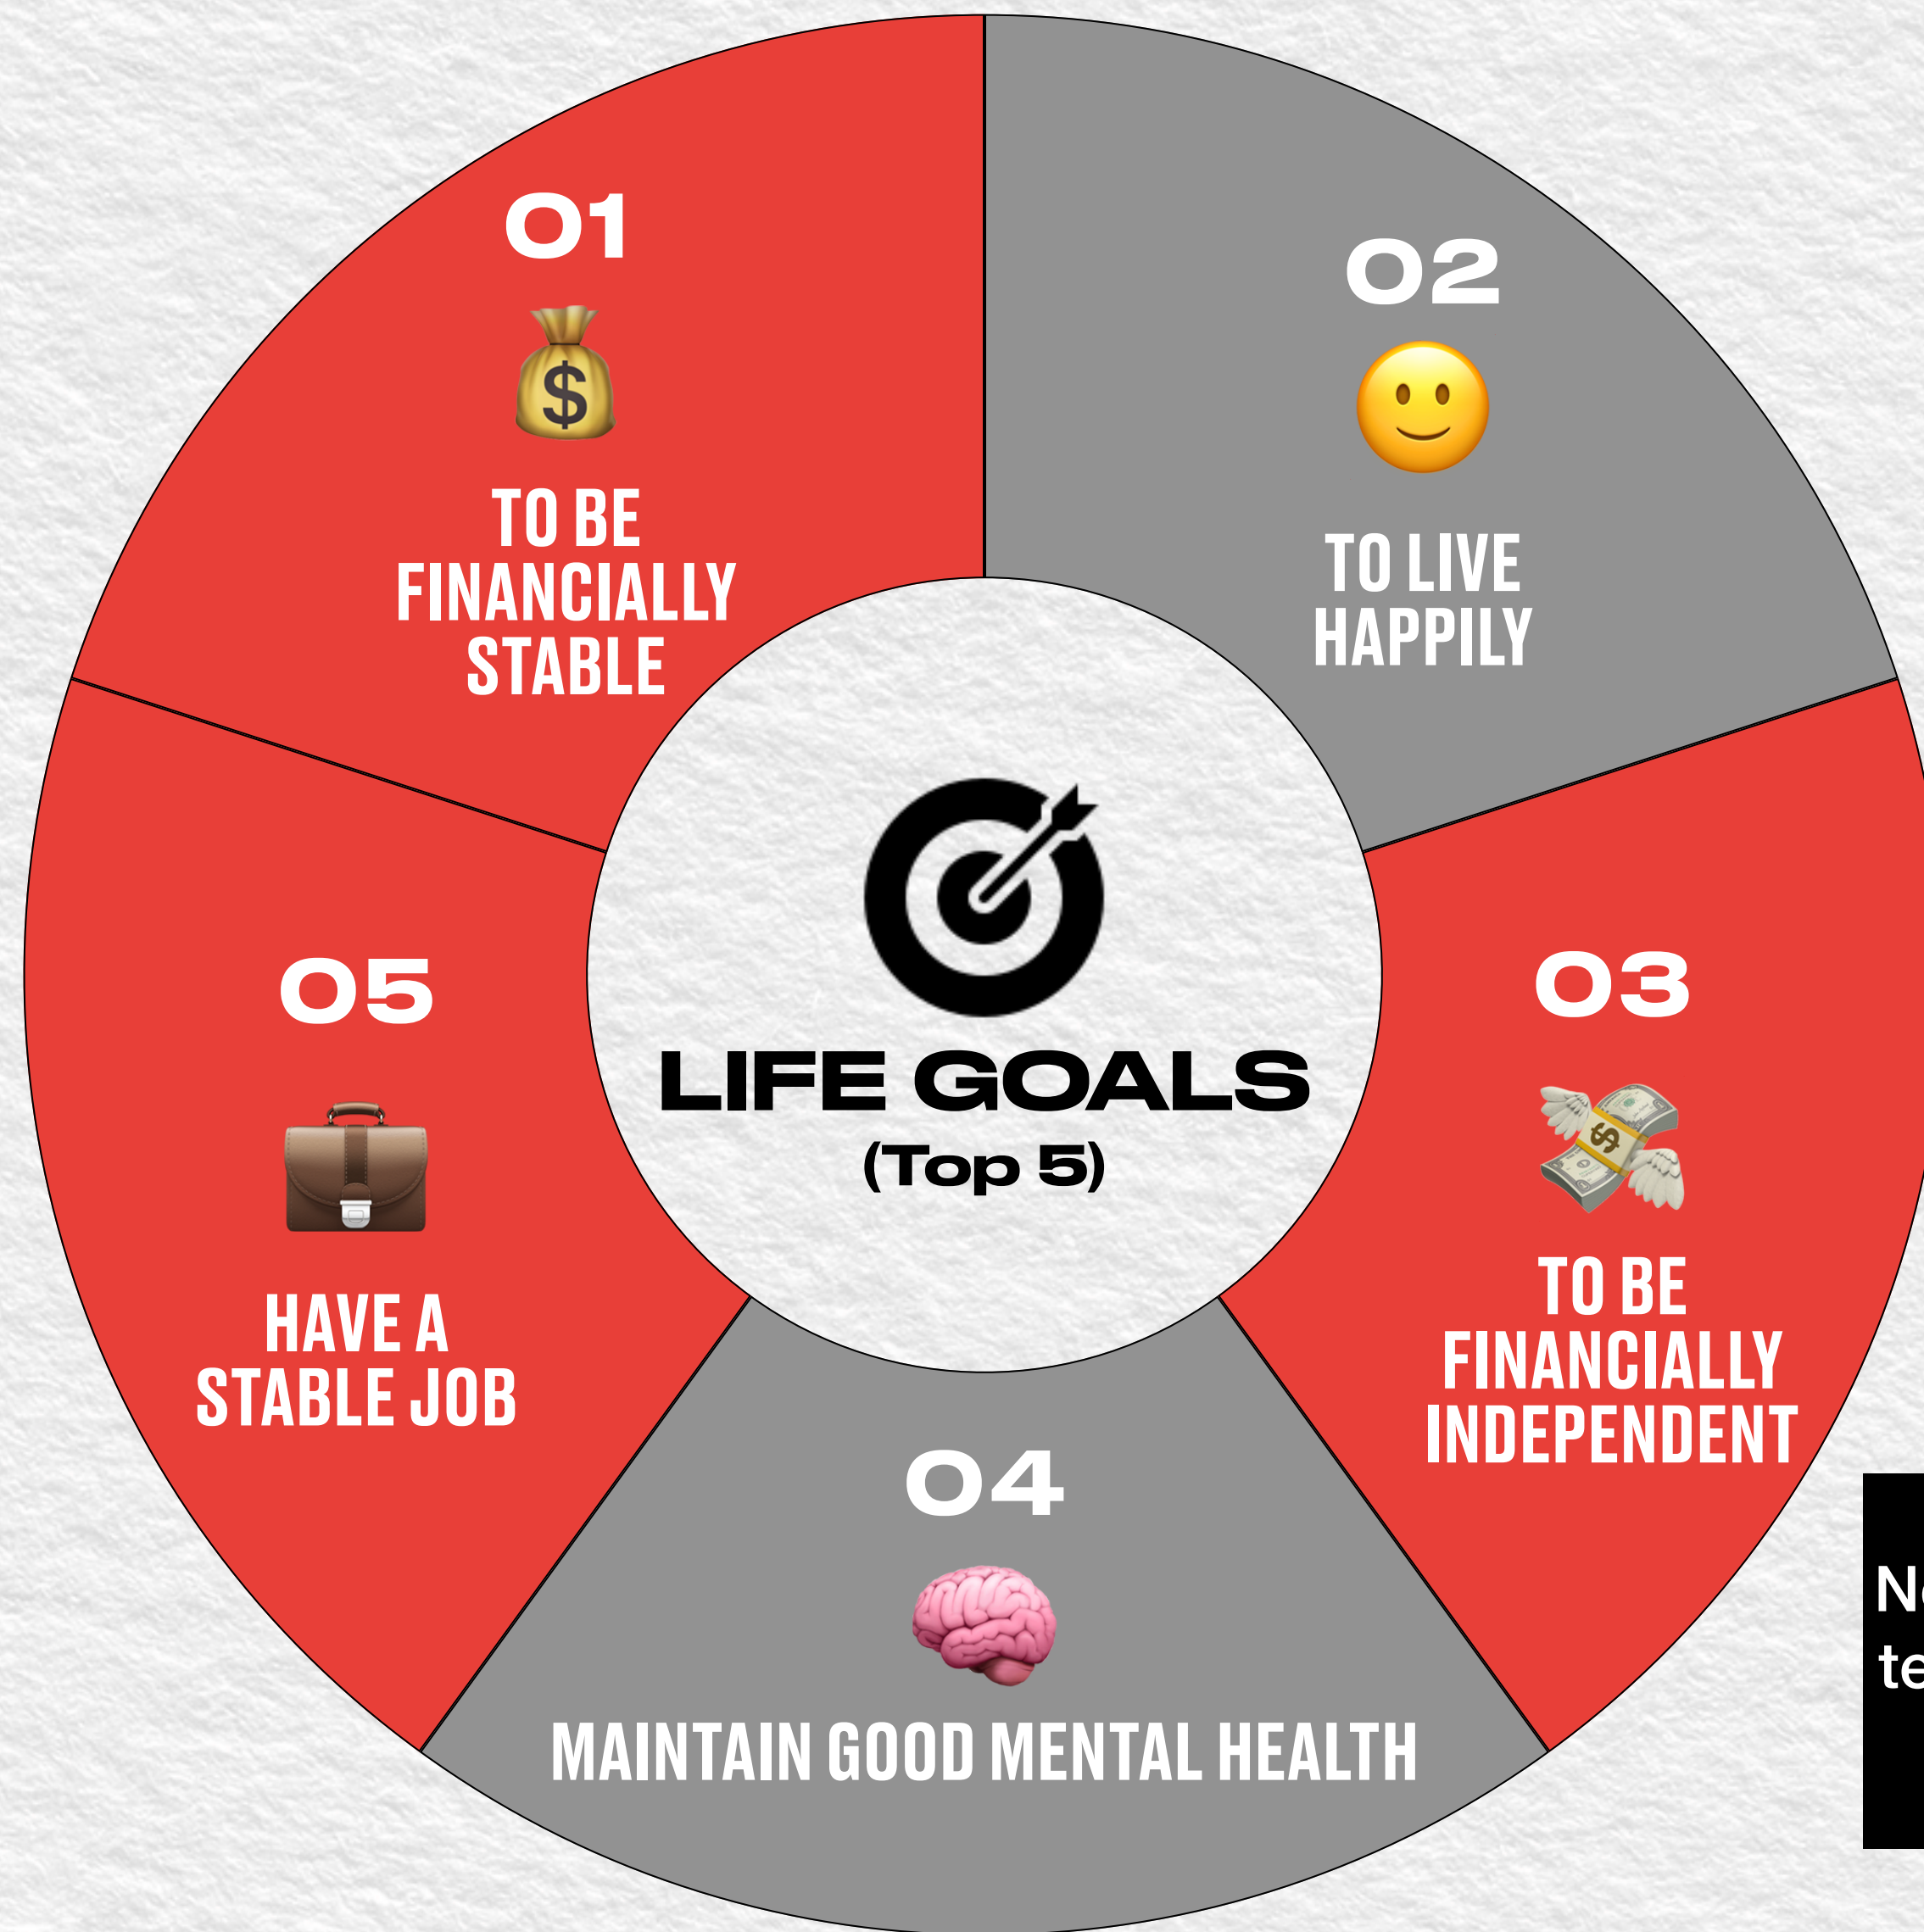 01
TO BE
FINANCIALLY
STABLE
02
TO LIVE
HAPPILY
03
TO BE
FINANCIALLY
INDEPENDENT
04
MAINTAIN GOOD MENTAL HEALTH
05
HAVE A
STABLE JOB
LIFE GOALS
(Top 5)